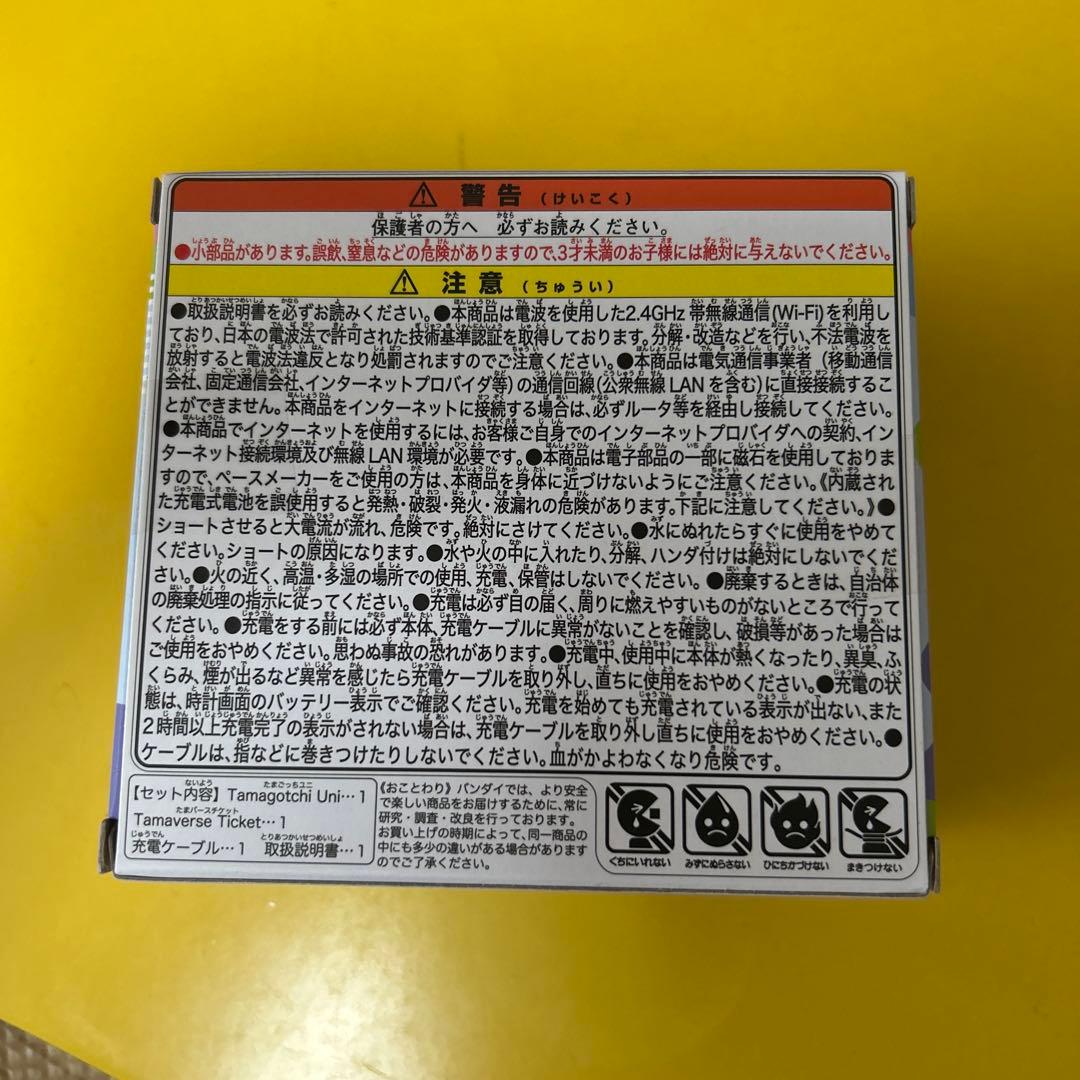 ⚠ 警告（けいこく）
保護者の方へ 必ずお読みください。
●小部品があります。誤飲、窒息などの危険がありますので、3才未満のお子様には絶対に与えないでください。
⚠ 注意（ちゅうい）
●取扱説明書を必ずお読みください。●本商品は電波を使用した2.4GHz 帯無線通信(Wi-Fi)を利用し
ており、日本の電波法で許可された技術基準認証を取得しております。分解・改造などを行い、不法電波を
放射すると電波法違反となり処罰されますのでご注意ください。●本商品は電気通信事業者（移動通信
会社、固定通信会社、インターネットプロバイダ等）の通信回線（公衆無線 LAN を含む）に直接接続するこ
とができません。本商品をインターネットに接続する場合は、必ずルータ等を経由し接続してください。
●本商品でインターネットを使用するには、お客様ご自身でのインターネットプロバイダへの契約、イン
ターネット接続環境及び無線 LAN 環境が必要です。●本商品は電子部品の一部に磁石を使用しております
ので、ペースメーカーをご使用の方は、本商品を身体に近づけないようにご注意ください。《内蔵され
た充電式電池を誤使用すると発熱・破裂・発火・液漏れの危険があります。下記に注意してください。》●
ショートさせると大電流が流れ、危険です。絶対にさけてください。●水にぬれたらすぐに使用をやめて
ください。ショートの原因になります。●水や火の中に入れたり、分解、ハンダ付けは絶対にしないでくだ
さい。●火の近く、高温・多湿の場所での使用、充電、保管はしないでください。●廃棄するときは、自治体
の廃棄処理の指示に従ってください。●充電は必ず目の届く、周りに燃えやすいものがないところで行って
ください。●充電をする前には必ず本体、充電ケーブルに異常がないことを確認し、破損等があった場合は
ご使用をおやめください。思わぬ事故の恐れがあります。●充電中、使用中に本体が熱くなったり、異臭、ふ
くらみ、煙が出るなど異常を感じたら充電ケーブルを取り外し、直ちに使用をおやめください。●充電の状
態は、時計画面のバッテリー表示でご確認ください。充電を始めても充電されている表示が出ない、また
2時間以上充電完了の表示がされない場合は、充電ケーブルを取り外し直ちに使用をおやめください。●
ケーブルは、指などに巻きつけたりしないでください。血がかよわなくなり危険です。
【セット内容】Tamagotchi Uni…1
Tamaverse Ticket…1
充電ケーブル…1 取扱説明書…1
《おことわり》バンダイでは、より安全
で楽しい商品をお届けするために、常に
研究・調査・改良を行っております。
お買い上げの時期によって、同一商品の
中にも多少の違いがある場合があります
のでご了承ください。
くちにいれない みずにぬらさない ひにちかづけない まきつけない